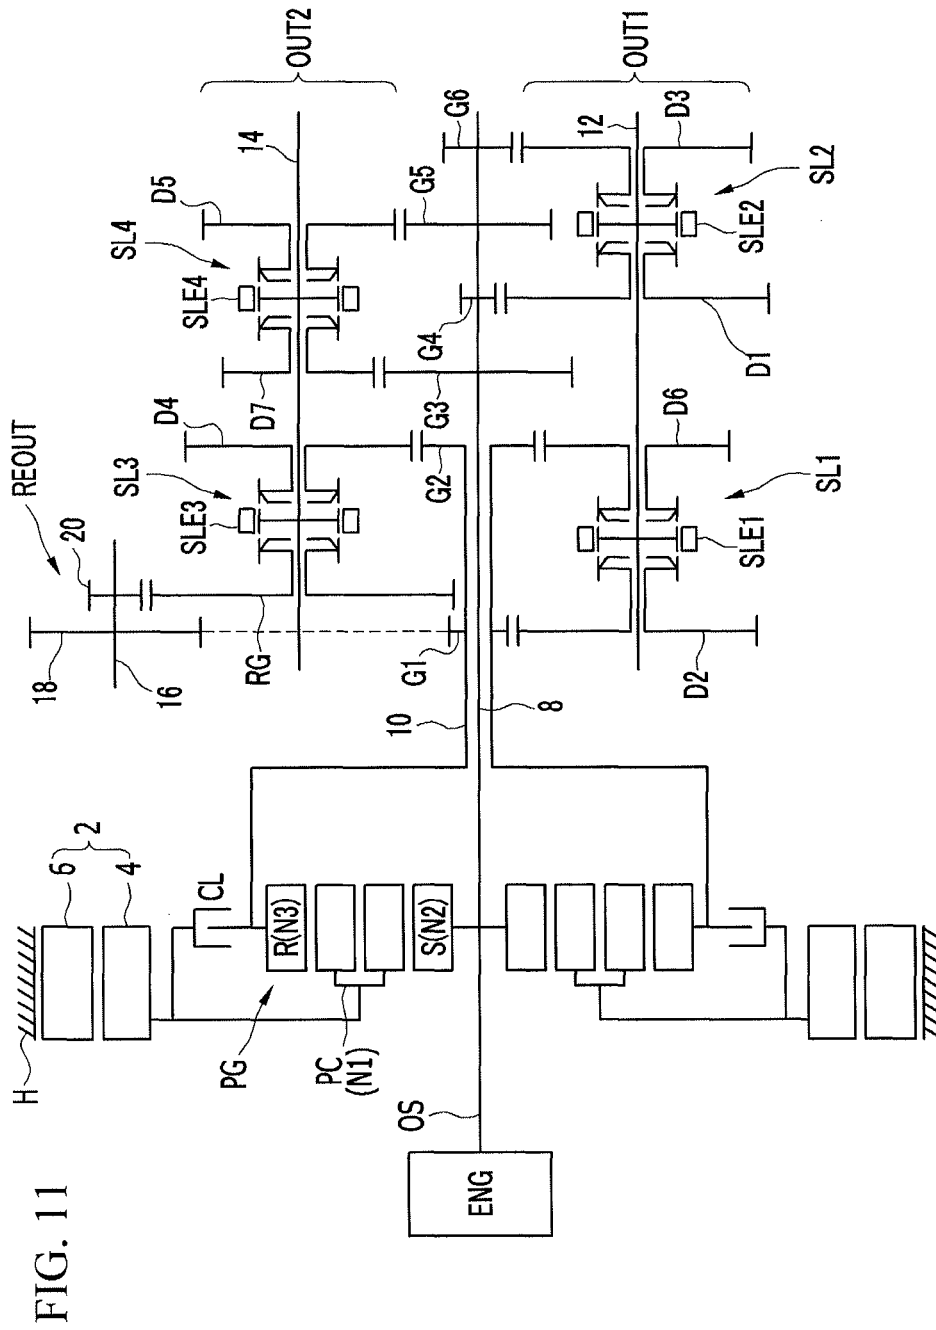 FIG. 11
H
6
2
4
CL
R(N3)
S(N2)
PG
PC
(N1)
OS
ENG
REOUT
18
20
16
RG
D4
SL3
SLE3
D7
D5
SL4
SLE4
14
OUT2
G1
G2
G3
G4
G5
G6
10
8
12
OUT1
D2
D6
SL1
SLE1
D1
D3
SL2
SLE2